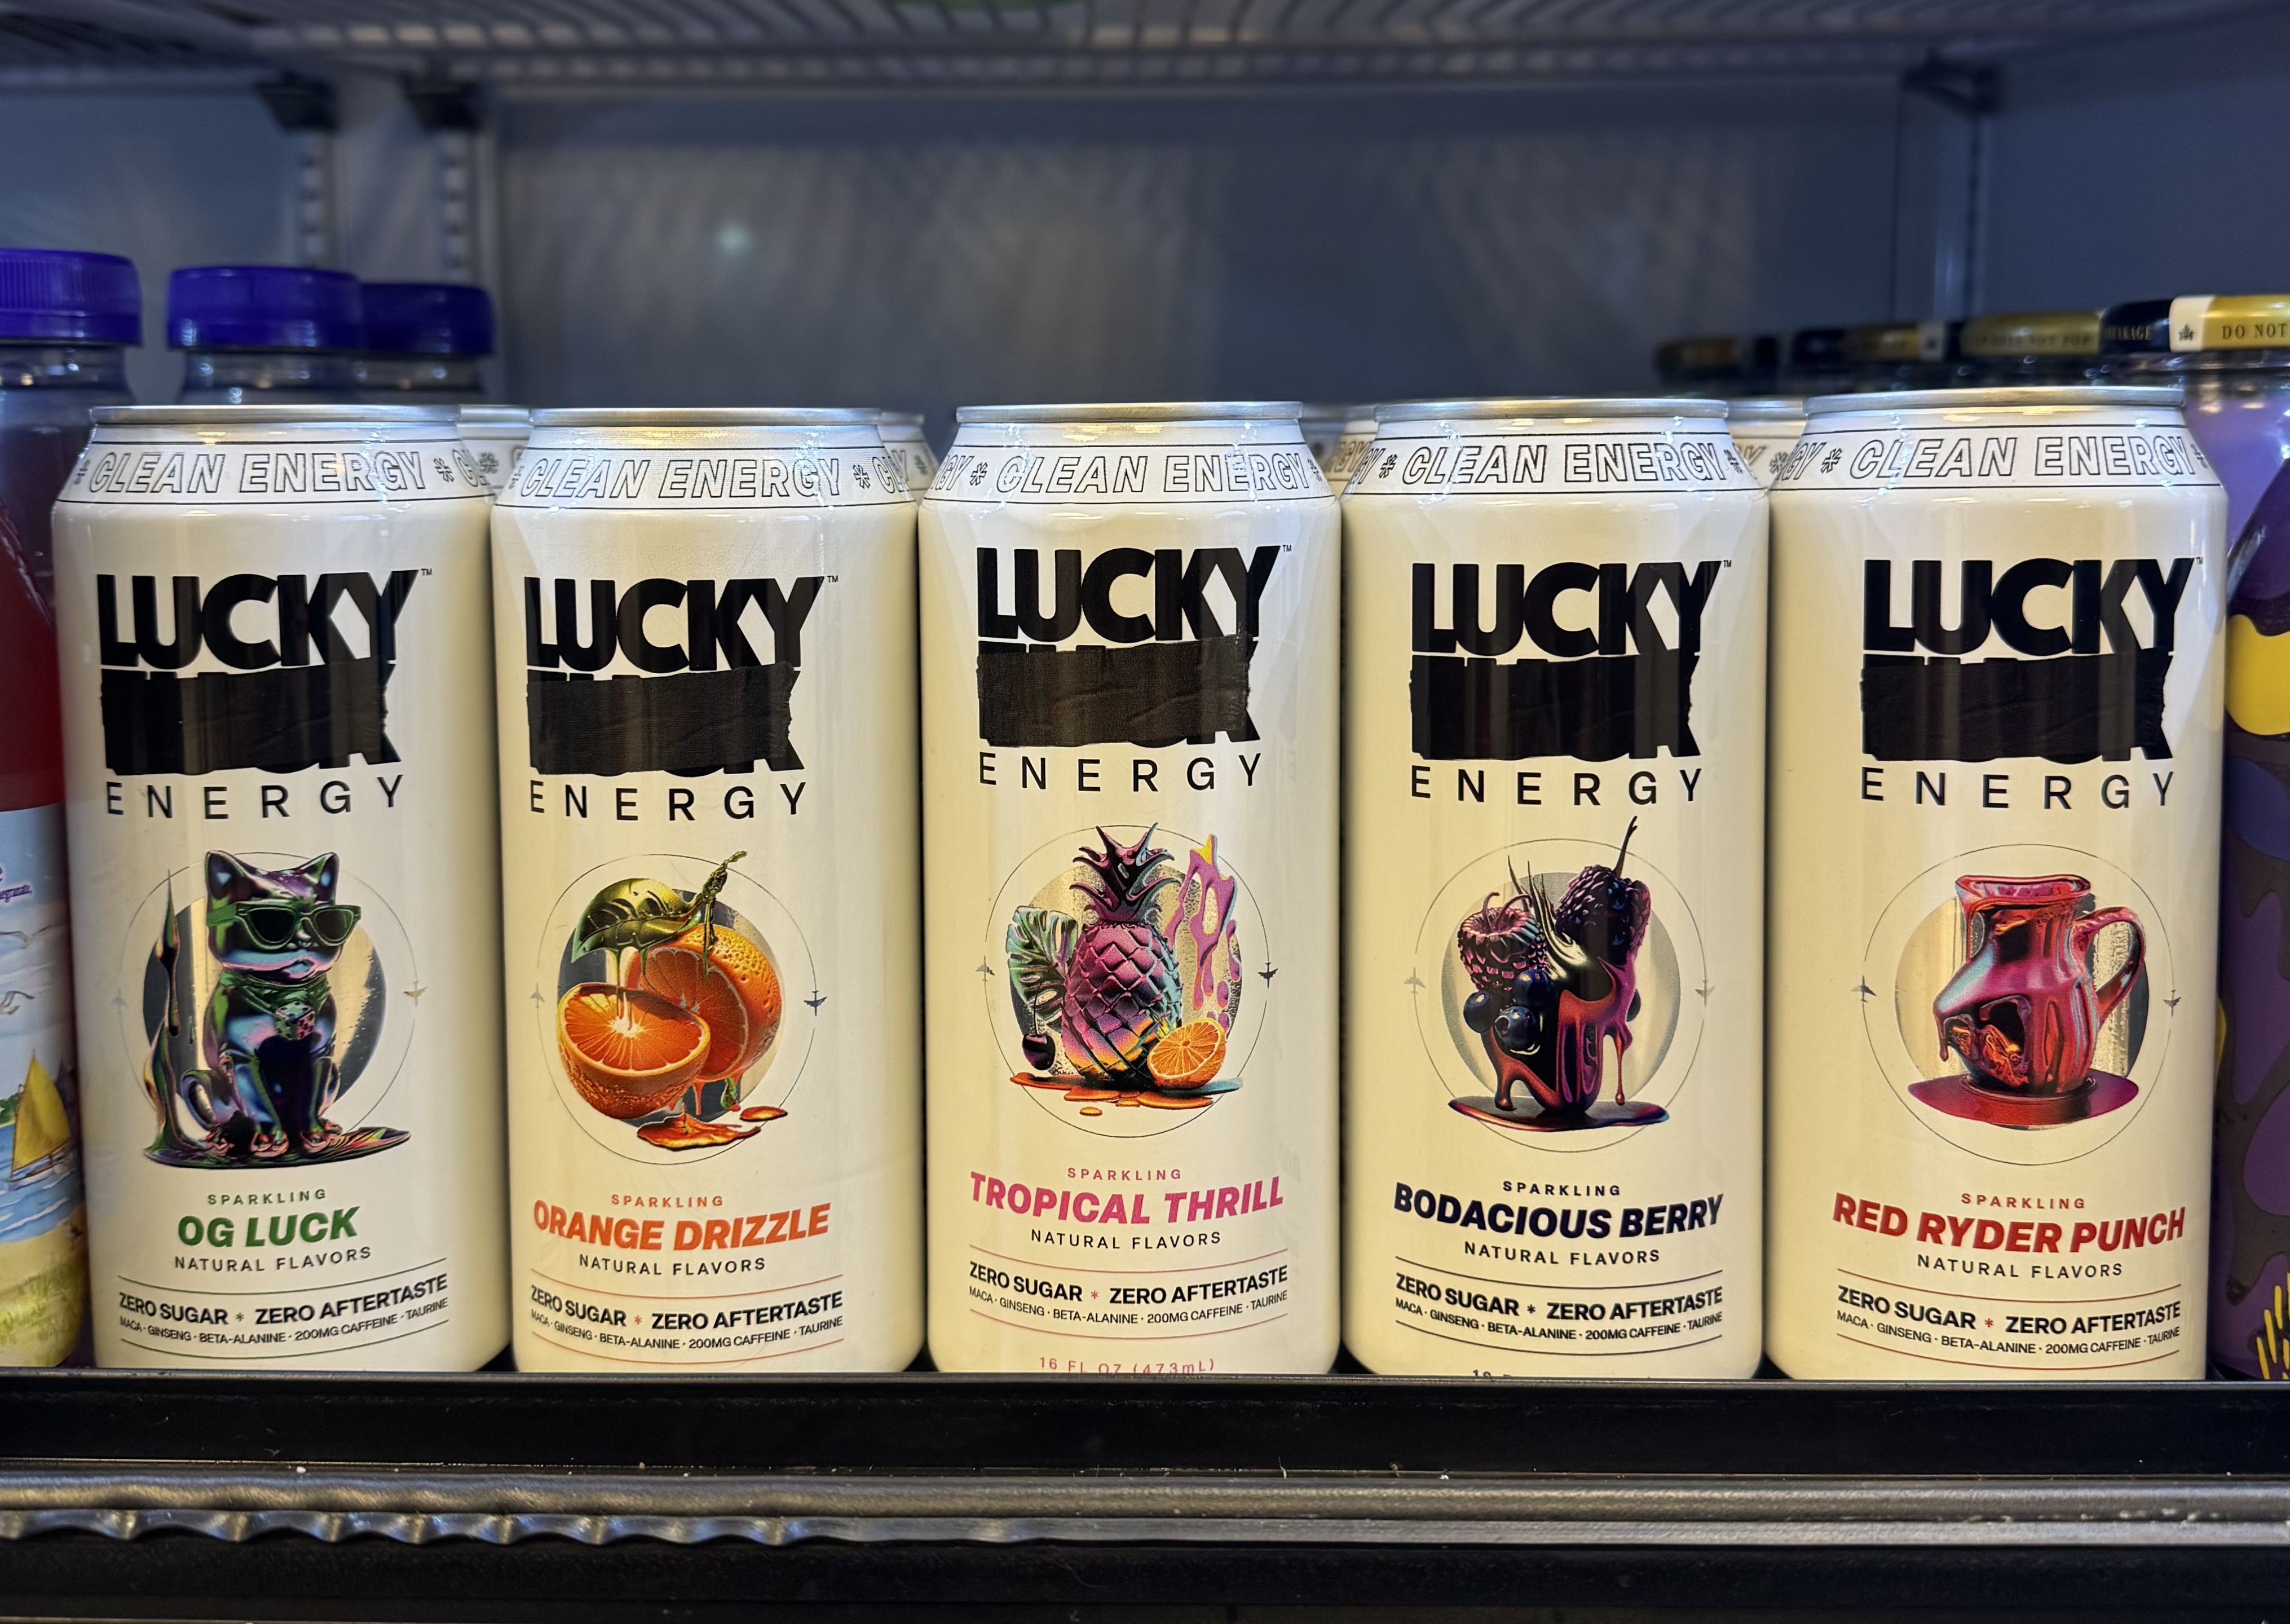 CLEAN ENERGY
LUCKY™
ENERGY
SPARKLING
OG LUCK
NATURAL FLAVORS
ZERO SUGAR * ZERO AFTERTASTE
MACA · GINSENG · BETA-ALANINE · 200MG CAFFEINE · TAURINE
CLEAN ENERGY
LUCKY™
ENERGY
SPARKLING
ORANGE DRIZZLE
NATURAL FLAVORS
ZERO SUGAR * ZERO AFTERTASTE
MACA · GINSENG · BETA-ALANINE · 200MG CAFFEINE · TAURINE
CLEAN ENERGY
LUCKY™
ENERGY
SPARKLING
TROPICAL THRILL
NATURAL FLAVORS
ZERO SUGAR * ZERO AFTERTASTE
MACA · GINSENG · BETA-ALANINE · 200MG CAFFEINE · TAURINE
16 FL OZ (473mL)
CLEAN ENERGY
LUCKY™
ENERGY
SPARKLING
BODACIOUS BERRY
NATURAL FLAVORS
ZERO SUGAR * ZERO AFTERTASTE
MACA · GINSENG · BETA-ALANINE · 200MG CAFFEINE · TAURINE
CLEAN ENERGY
LUCKY™
ENERGY
SPARKLING
RED RYDER PUNCH
NATURAL FLAVORS
ZERO SUGAR * ZERO AFTERTASTE
MACA · GINSENG · BETA-ALANINE · 200MG CAFFEINE · TAURINE
DO NOT